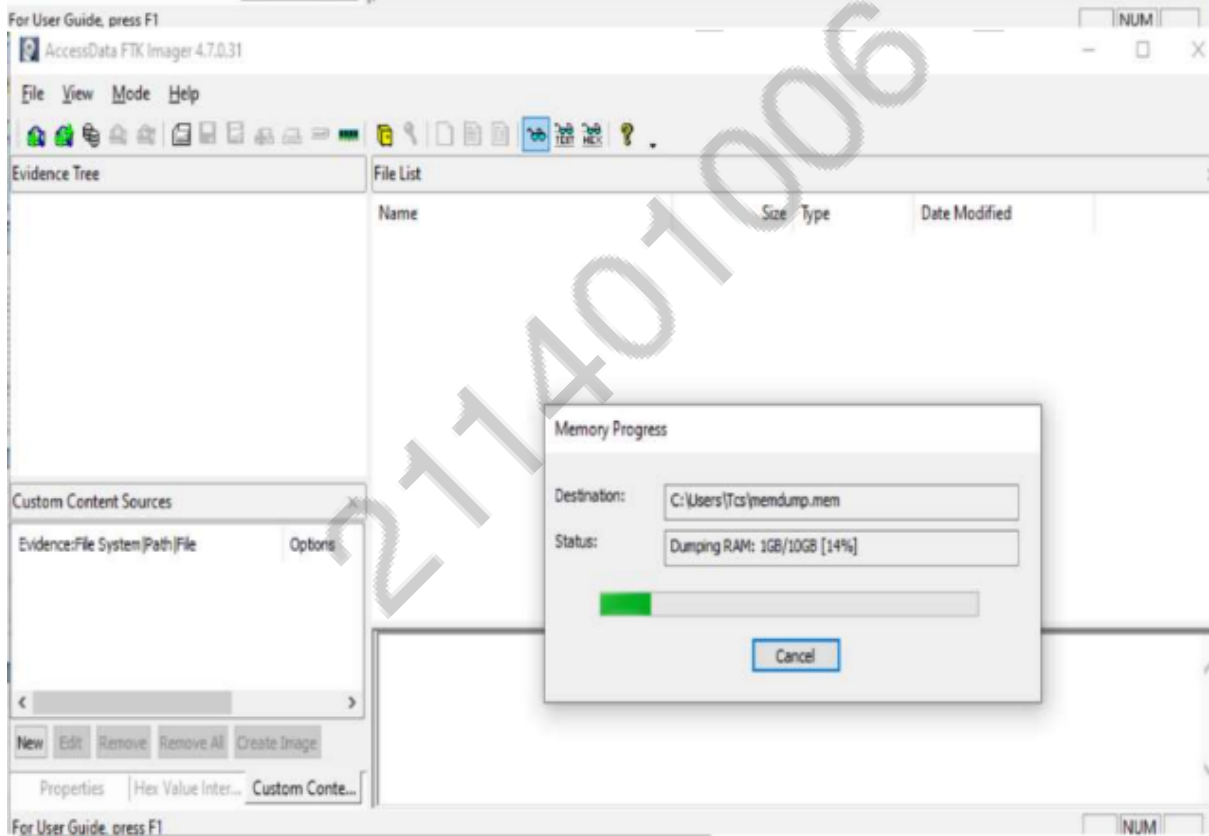 For User Guide, press F1 NUM
AccessData FTK Imager 4.7.0.31
File View Mode Help
TEXT HEX
Evidence Tree File List
Name Size Type Date Modified
211401006
Memory Progress
Destination: C:\Users\Tcs\memdump.mem
Status: Dumping RAM: 1GB/10GB [14%]
Cancel
Custom Content Sources
Evidence:File System|Path|File Options
New Edit Remove Remove All Create Image
Properties Hex Value Inter... Custom Conte...
For User Guide, press F1 NUM